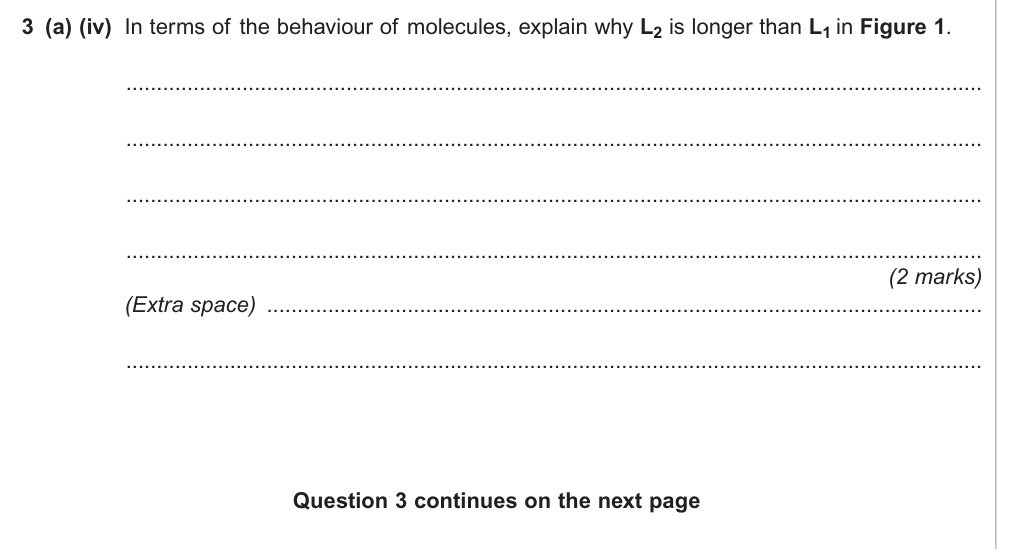 3 (a) (iv) In terms of the behaviour of molecules, explain why L₂ is longer than L₁ in Figure 1.
(2 marks)
(Extra space)
Question 3 continues on the next page